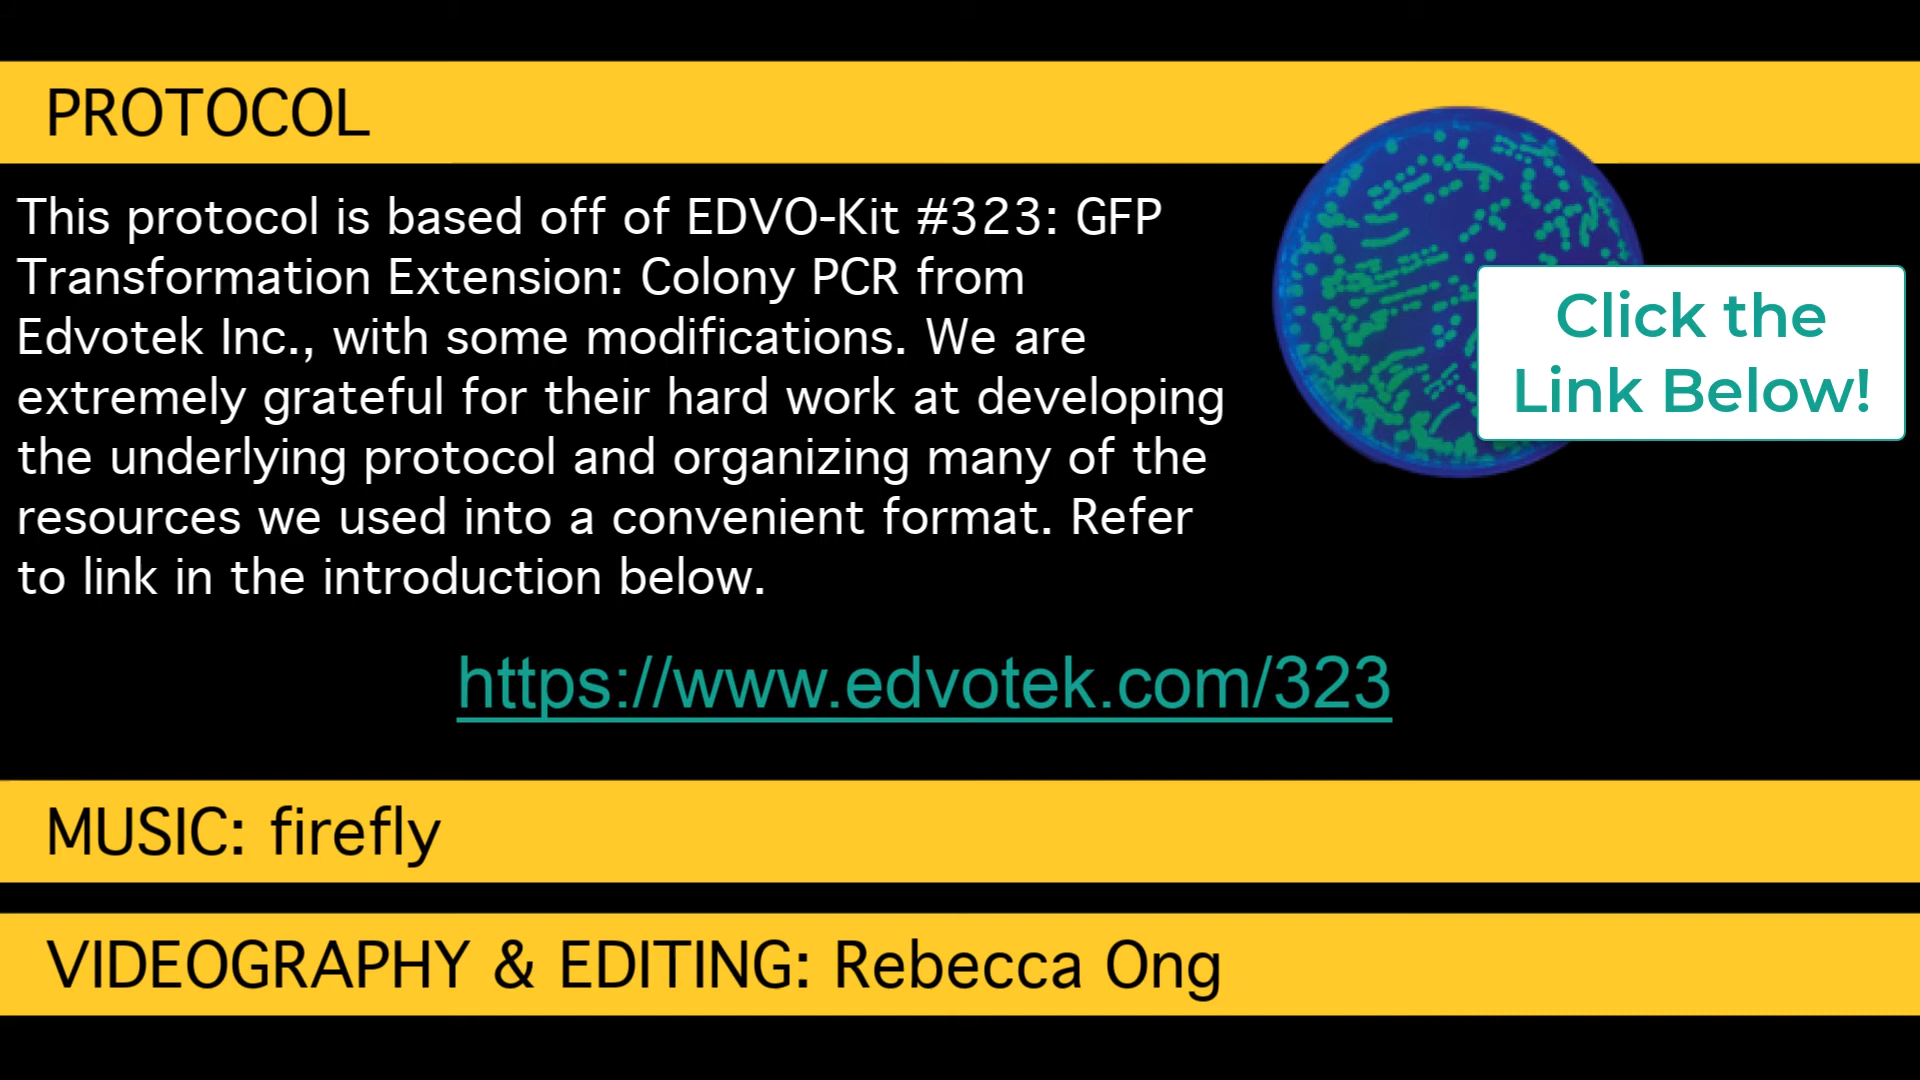 PROTOCOL
This protocol is based off of EDVO-Kit #323: GFP
Transformation Extension: Colony PCR from
Edvotek Inc., with some modifications. We are
extremely grateful for their hard work at developing
the underlying protocol and organizing many of the
resources we used into a convenient format. Refer
to link in the introduction below.
Click the
Link Below!
https://www.edvotek.com/323
MUSIC: firefly
VIDEOGRAPHY & EDITING: Rebecca Ong